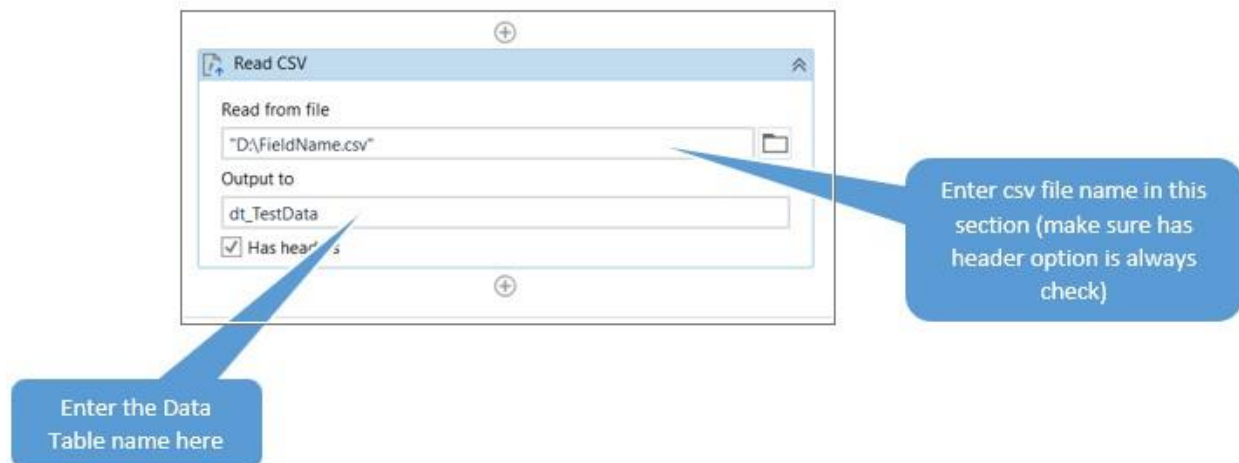 Read CSV
Read from file
"D:\FieldName.csv"
Output to
dt_TestData
Has
Enter csv file name in this
section (make sure has
header option is always
check)
Enter the Data
Table name here